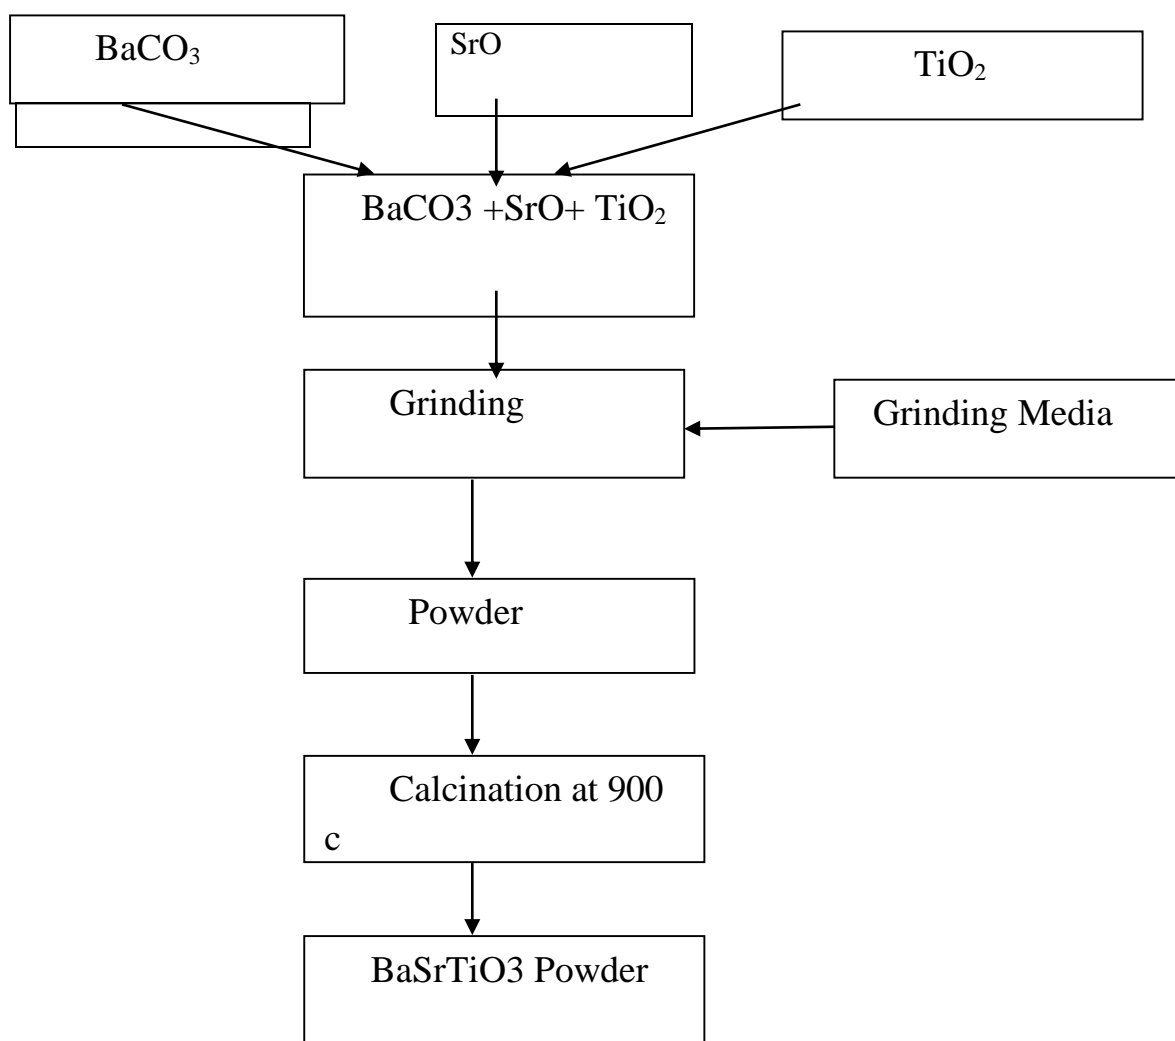 BaCO₃
SrO
TiO₂
BaCO3 +SrO+ TiO₂
Grinding
Grinding Media
Powder
Calcination at 900
c
BaSrTiO3 Powder